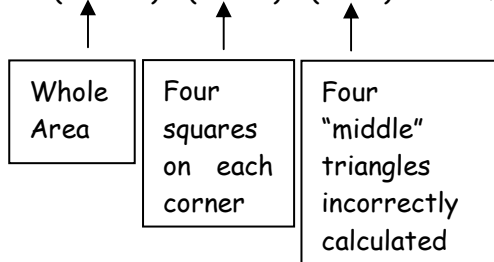 Whole
Area
Four
squares
on each
corner
Four
“middle”
triangles
incorrectly
calculated